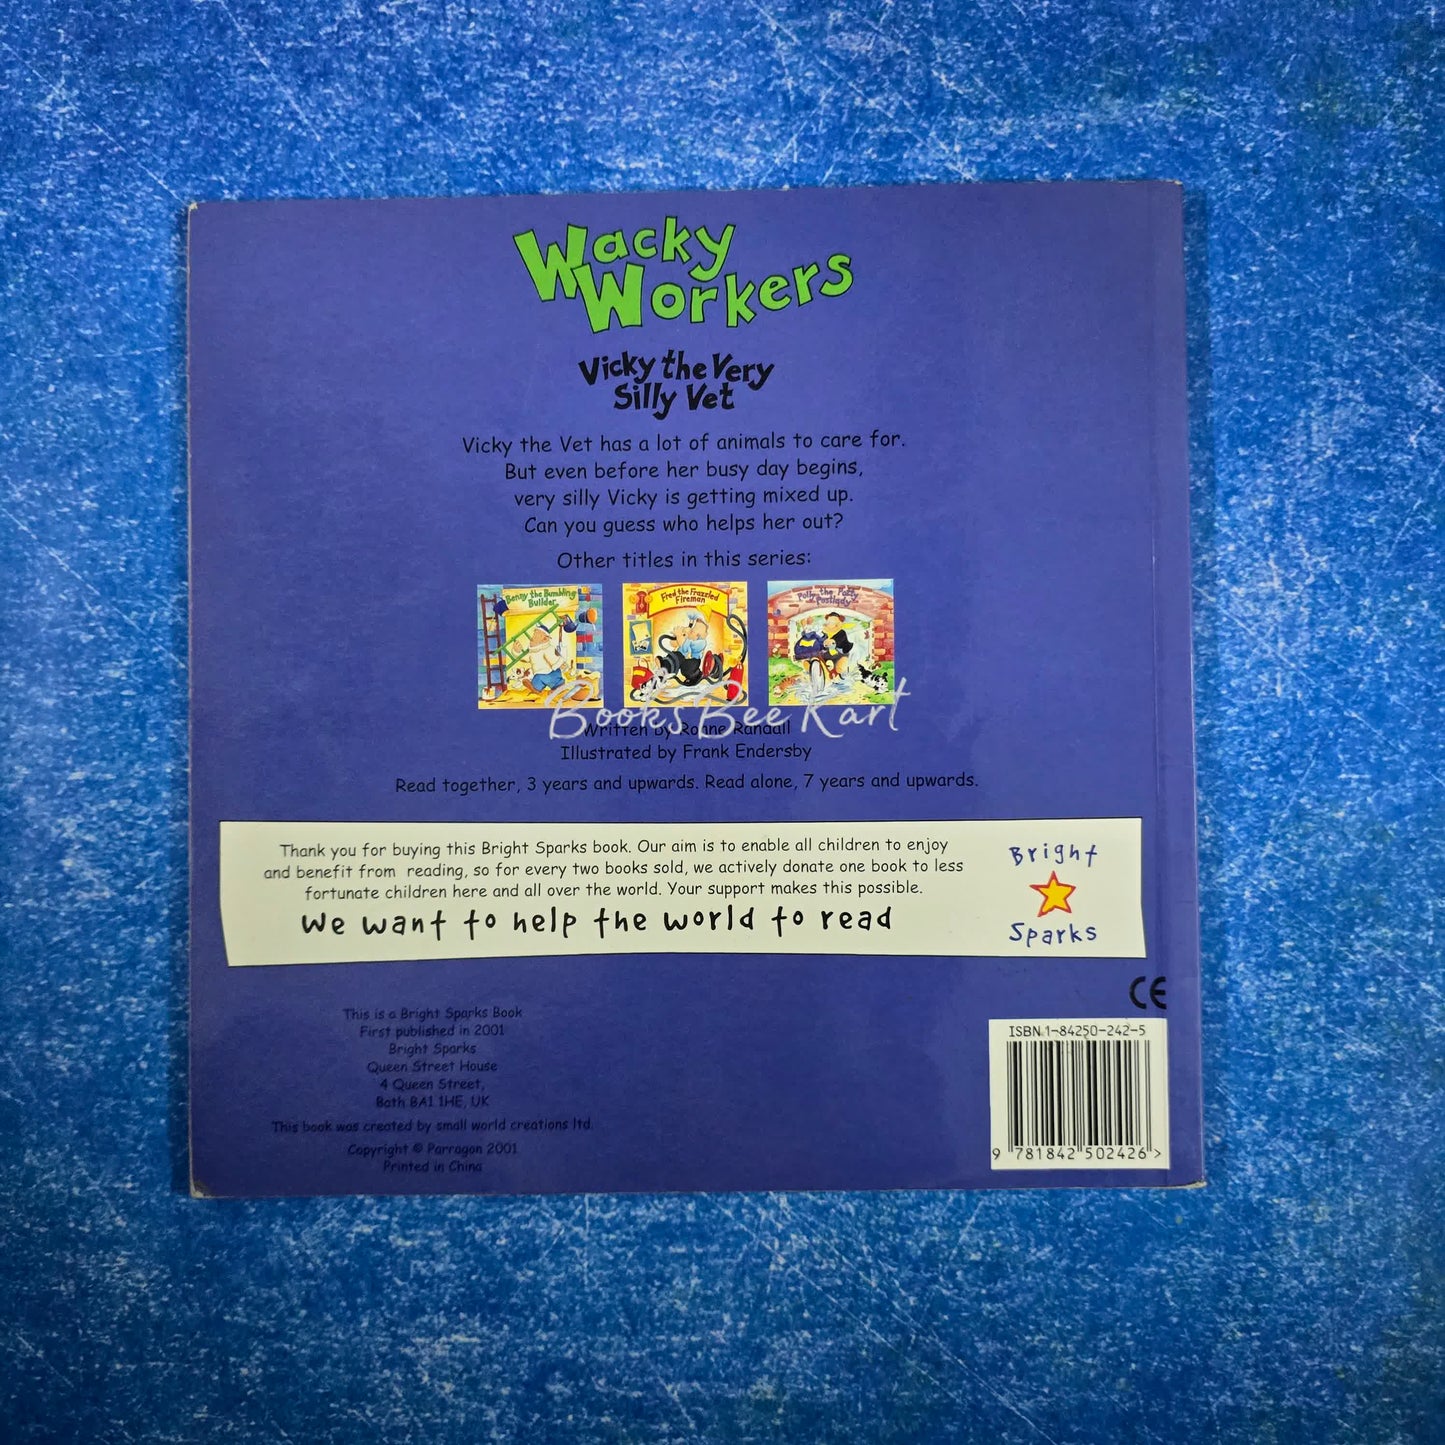 Wacky
Workers
Vicky the Very
Silly Vet
Vicky the Vet has a lot of animals to care for.
But even before her busy day begins,
very silly Vicky is getting mixed up.
Can you guess who helps her out?
Other titles in this series:
Benny the Bumbling
Builder
Fred the Frazzled
Fireman
Polly the Potty
Postlady
BooksBeeKart
Written by Ronne Randall
Illustrated by Frank Endersby
Read together, 3 years and upwards. Read alone, 7 years and upwards.
Thank you for buying this Bright Sparks book. Our aim is to enable all children to enjoy
and benefit from reading, so for every two books sold, we actively donate one book to less
fortunate children here and all over the world. Your support makes this possible.
We want to help the world to read
Bright
Sparks
CE
This is a Bright Sparks Book
First published in 2001
Bright Sparks
Queen Street House
4 Queen Street,
Bath BA1 1HE, UK
This book was created by small world creations ltd.
Copyright © Parragon 2001
Printed in China
ISBN 1-84250-242-5
9 781842 502426 >